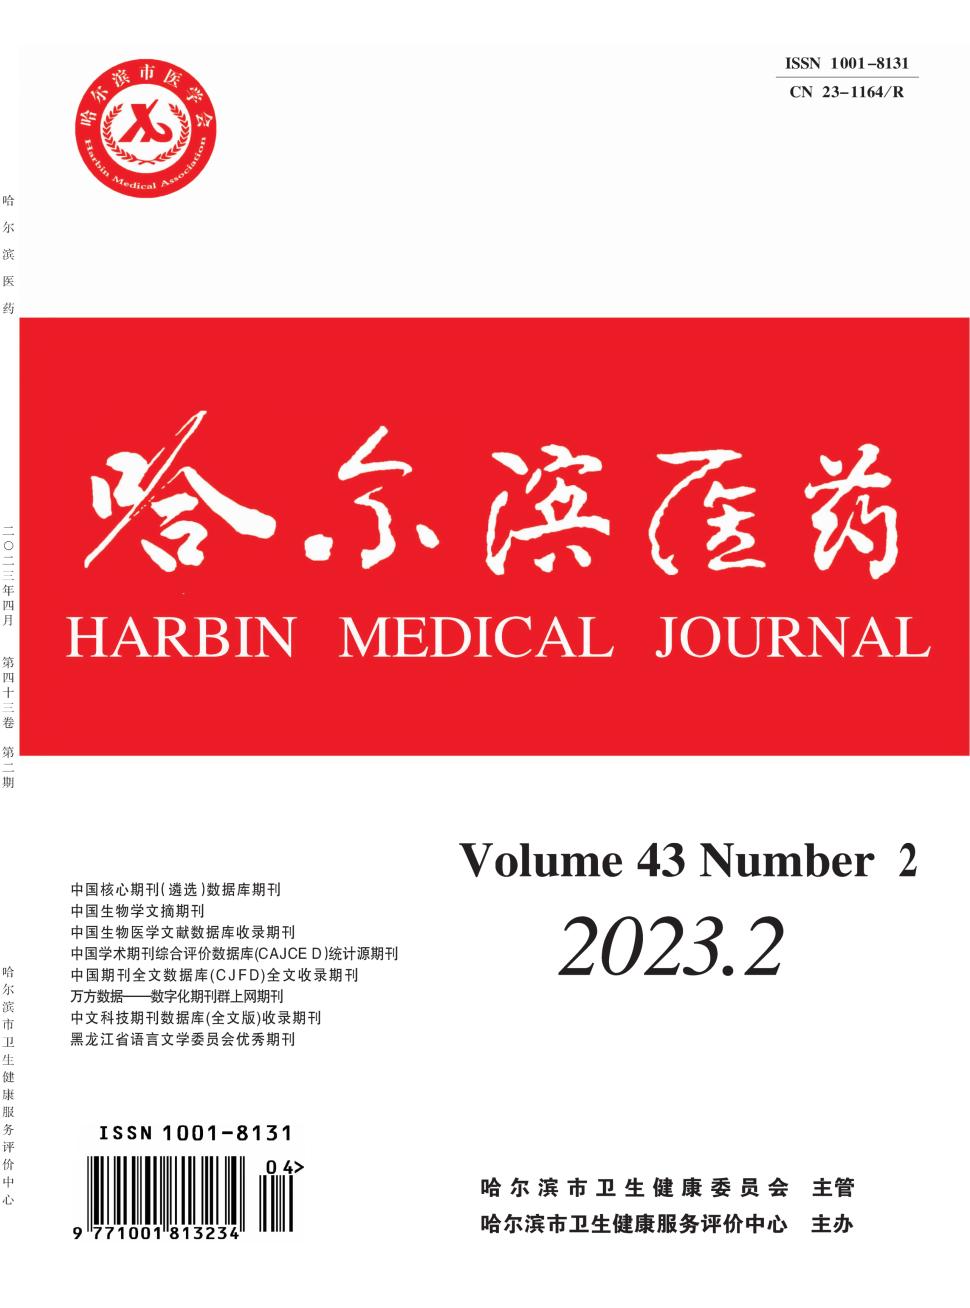 哈尔滨市医学会
Harbin Medical Association
ISSN 1001-8131
CN 23-1164/R
哈尔滨医药
二〇二三年四月 第四十三卷 第二期
哈尔滨市卫生健康服务评价中心
哈尔滨医药
HARBIN MEDICAL JOURNAL
Volume 43 Number 2
2023.2
中国核心期刊(遴选)数据库期刊
中国生物学文摘期刊
中国生物医学文献数据库收录期刊
中国学术期刊综合评价数据库(CAJCE D)统计源期刊
中国期刊全文数据库(CJFD)全文收录期刊
万方数据——数字化期刊群上网期刊
中文科技期刊数据库(全文版)收录期刊
黑龙江省语言文学委员会优秀期刊
ISSN 1001-8131
04>
9 771001 813234
哈尔滨市卫生健康委员会 主管
哈尔滨市卫生健康服务评价中心 主办